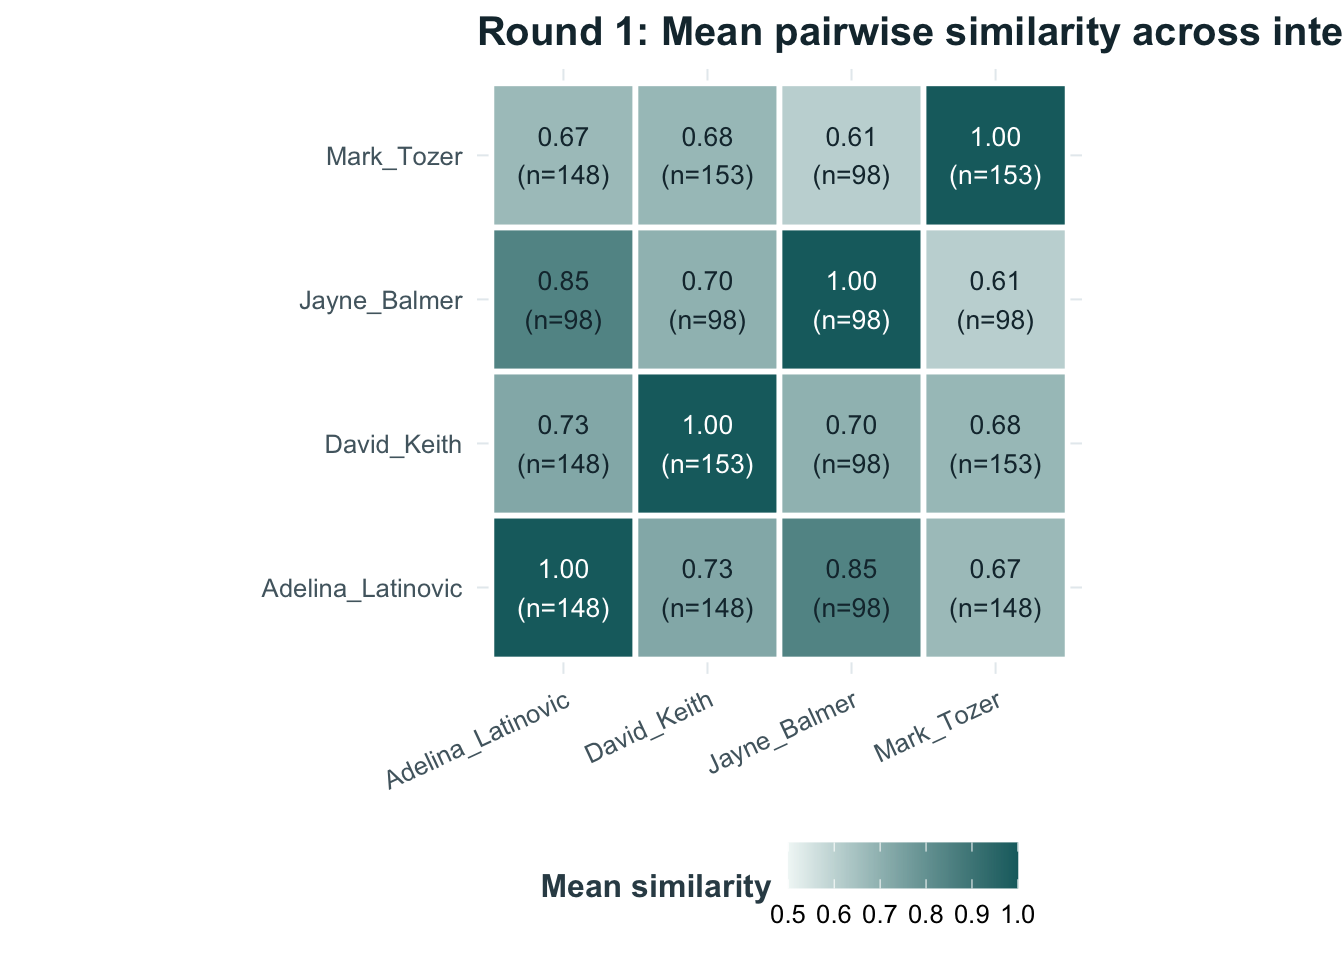 Round 1: Mean pairwise similarity across inte
Mark_Tozer
0.67 0.68 0.61 1.00
(n=148) (n=153) (n=98) (n=153)
Jayne_Balmer
0.85 0.70 1.00 0.61
(n=98) (n=98) (n=98) (n=98)
David_Keith
0.73 1.00 0.70 0.68
(n=148) (n=153) (n=98) (n=153)
Adelina_Latinovic
1.00 0.73 0.85 0.67
(n=148) (n=148) (n=98) (n=148)
Adelina_Latinovic David_Keith Jayne_Balmer Mark_Tozer
Mean similarity
0.5 0.6 0.7 0.8 0.9 1.0